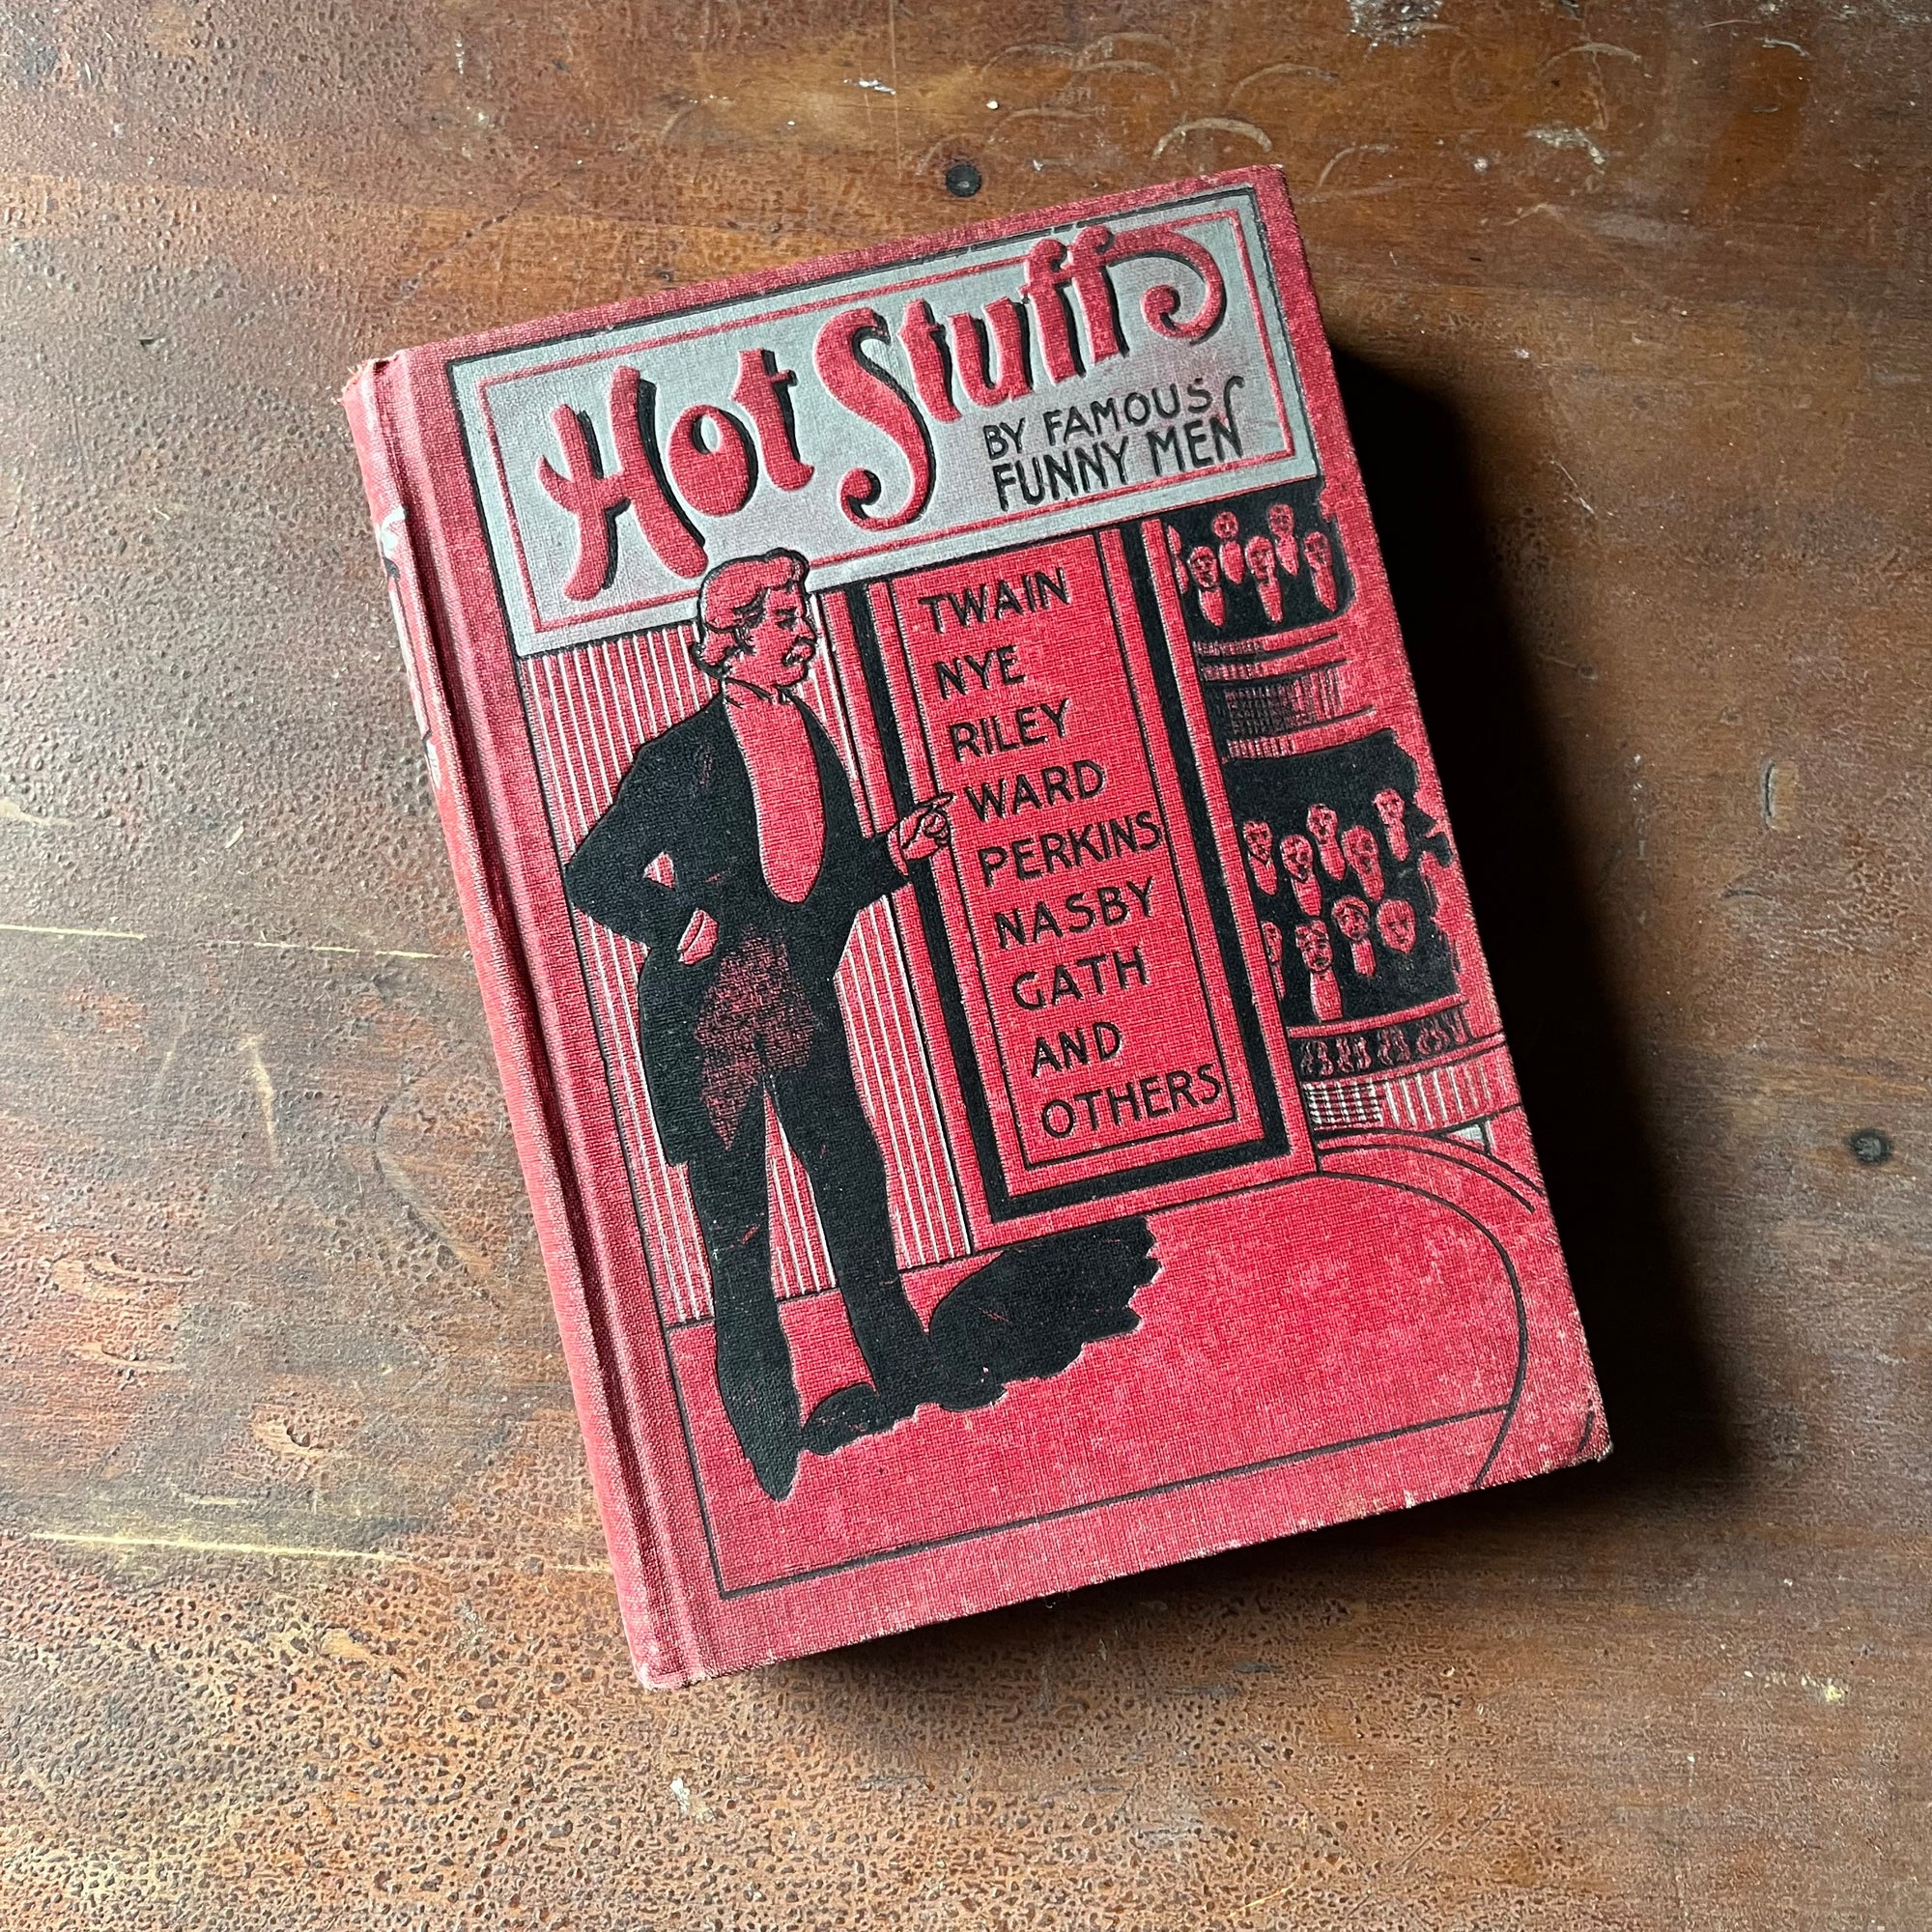 Hot Stuff
BY FAMOUS
FUNNY MEN
TWAIN
NYE
RILEY
WARD
PERKINS
NASBY
GATH
AND
OTHERS